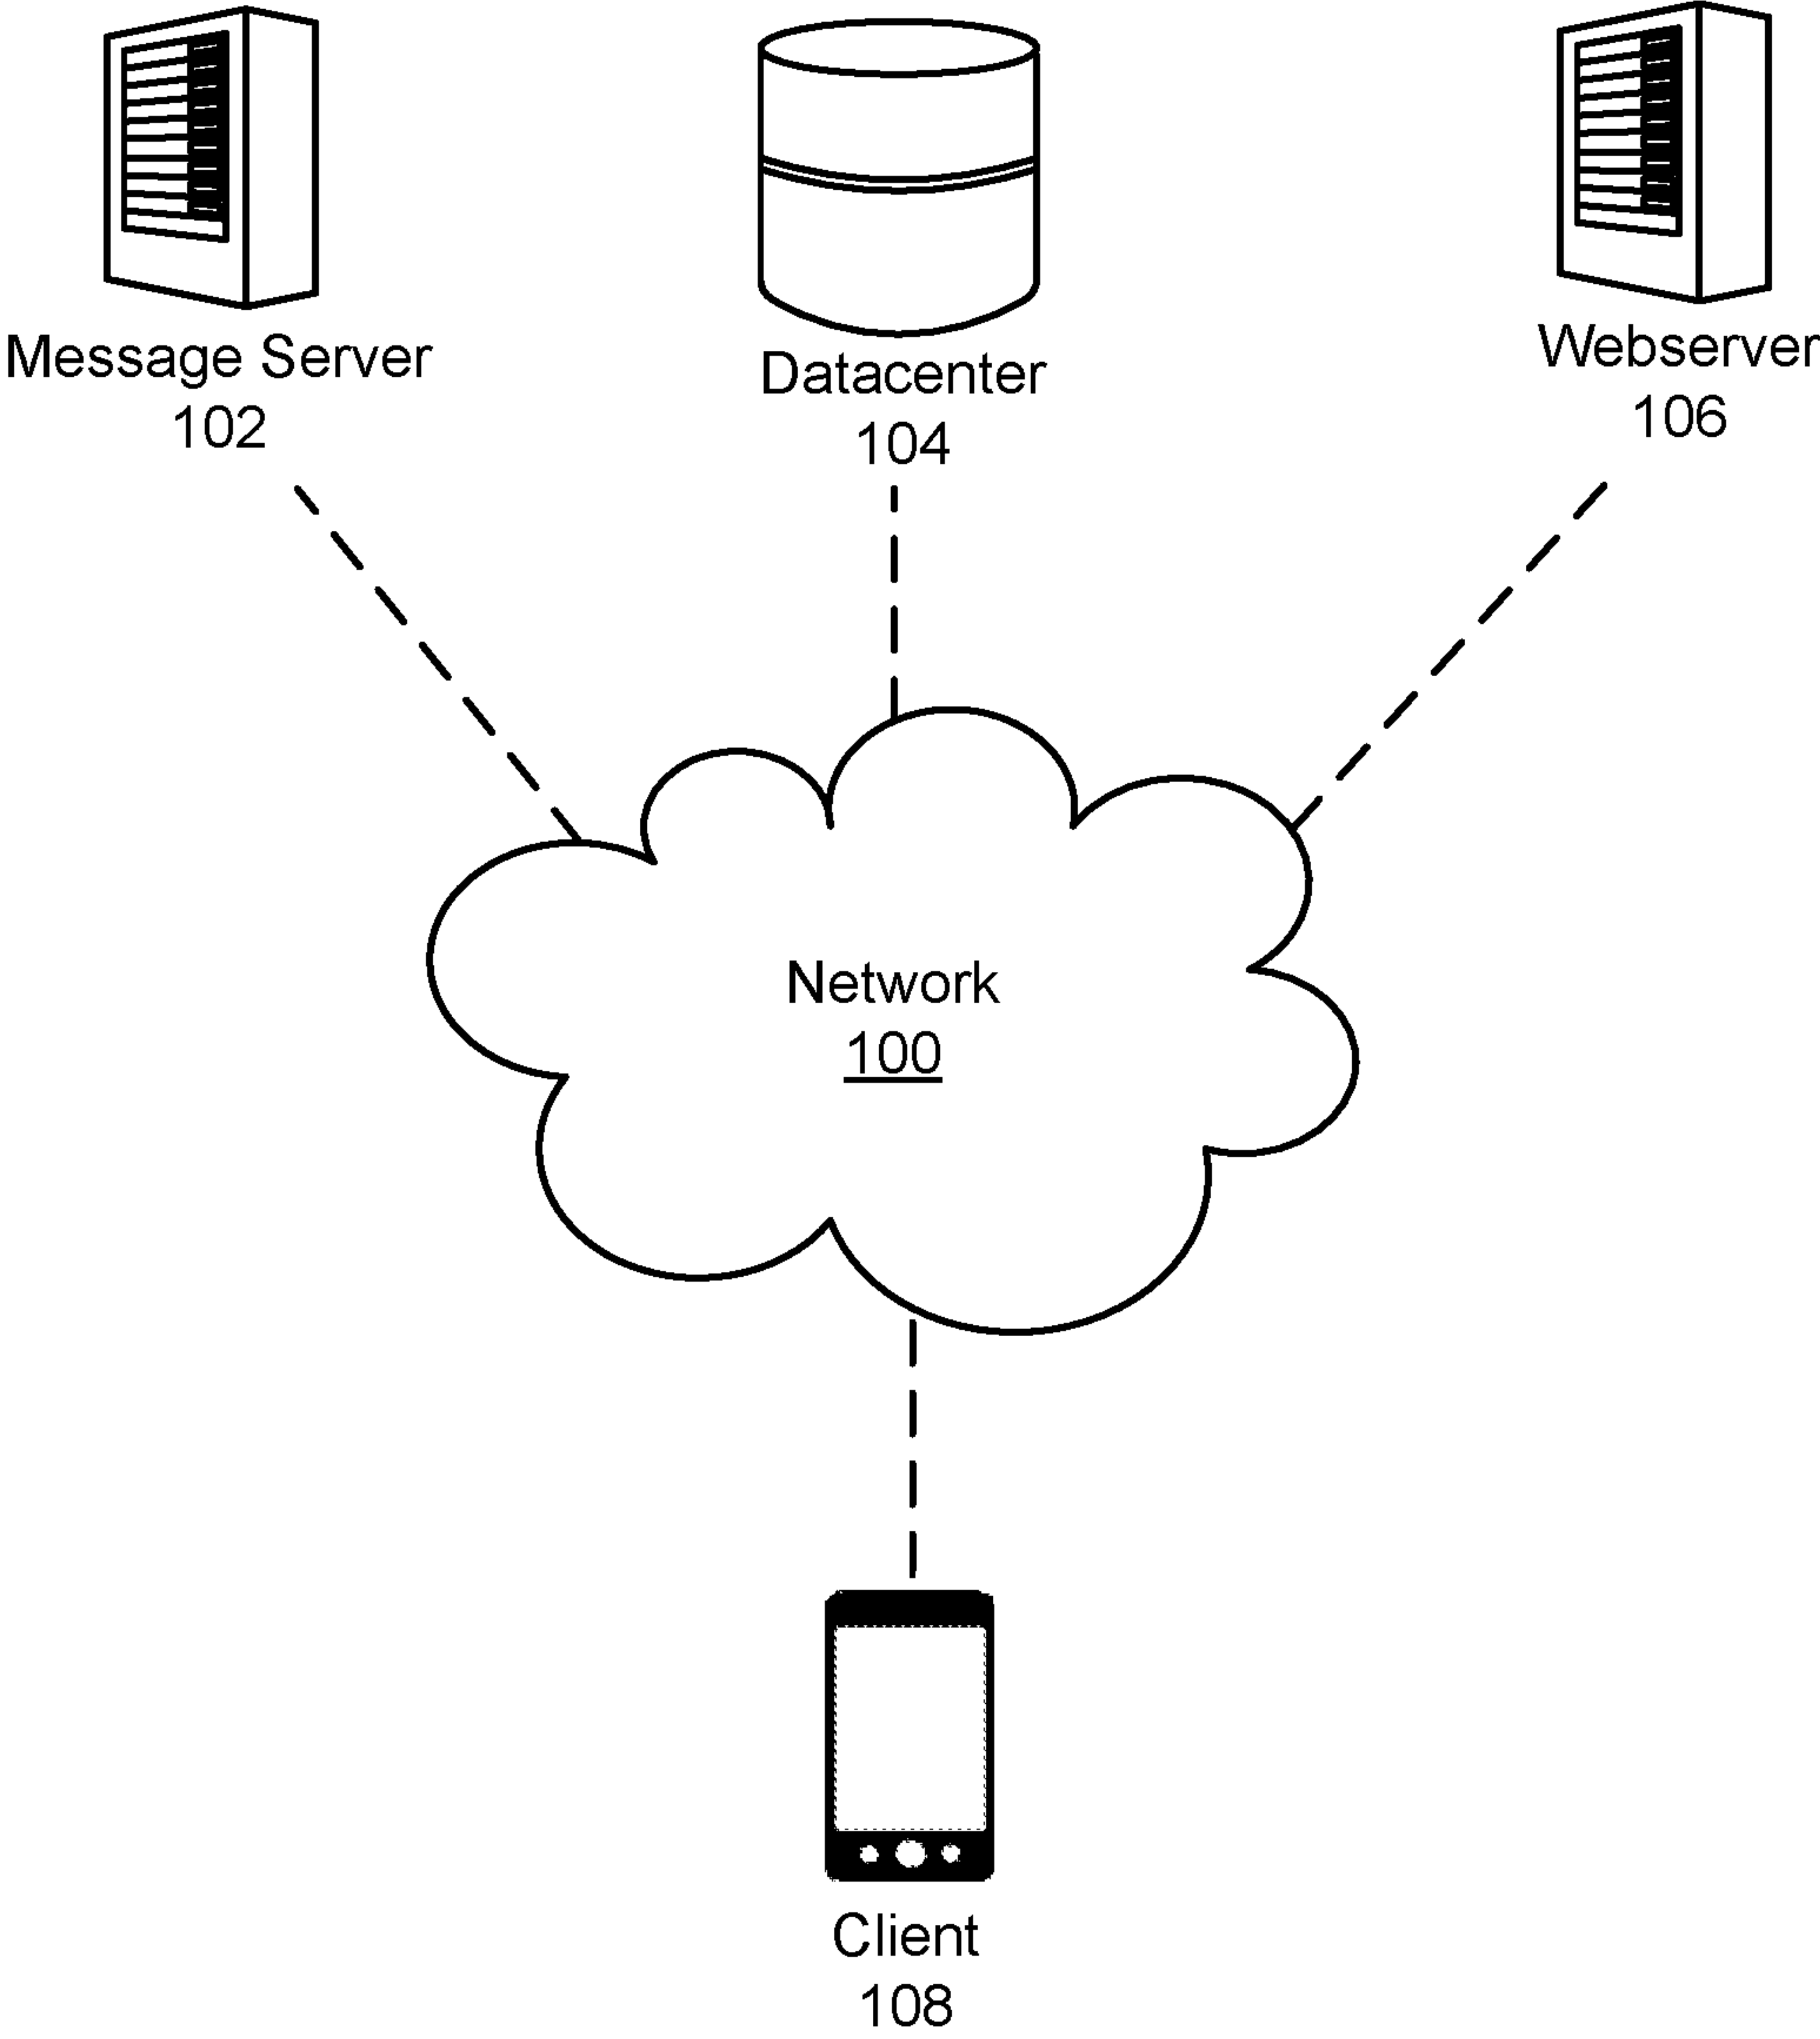 Message Server
102
Datacenter
104
Webserver
106
Network
100
Client
108